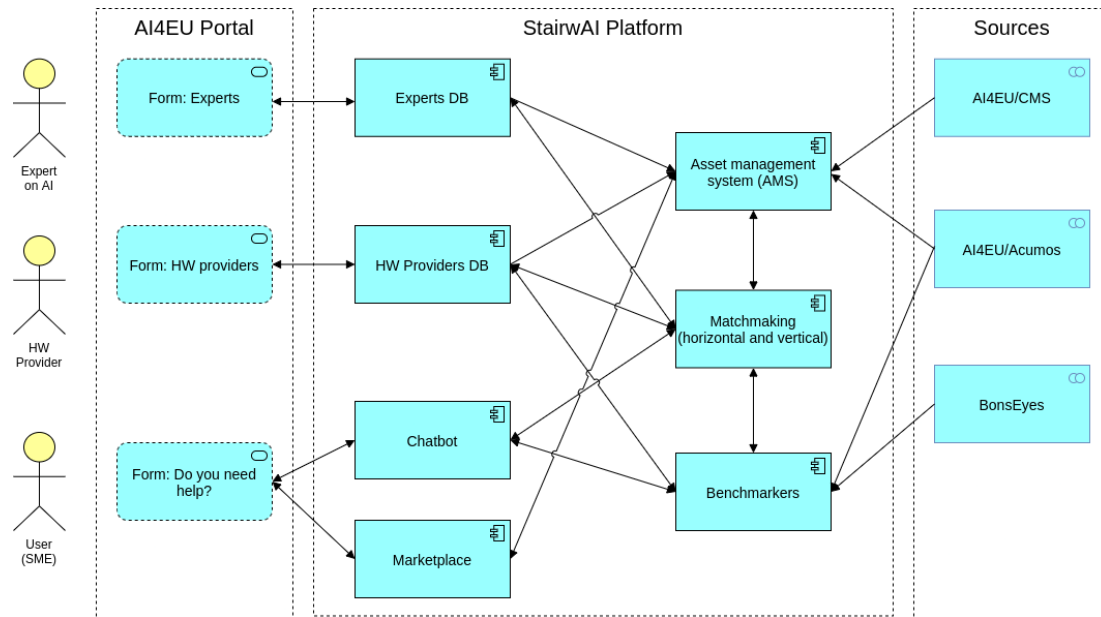 AI4EU Portal
StairwAI Platform
Sources
Expert
on AI
Form: Experts
Experts DB
Asset management
system (AMS)
AI4EU/CMS
HW
Provider
Form: HW providers
HW Providers DB
Matchmaking
(horizontal and vertical)
AI4EU/Acumos
User
(SME)
Form: Do you need
help?
Chatbot
Marketplace
Benchmarkers
BonsEyes